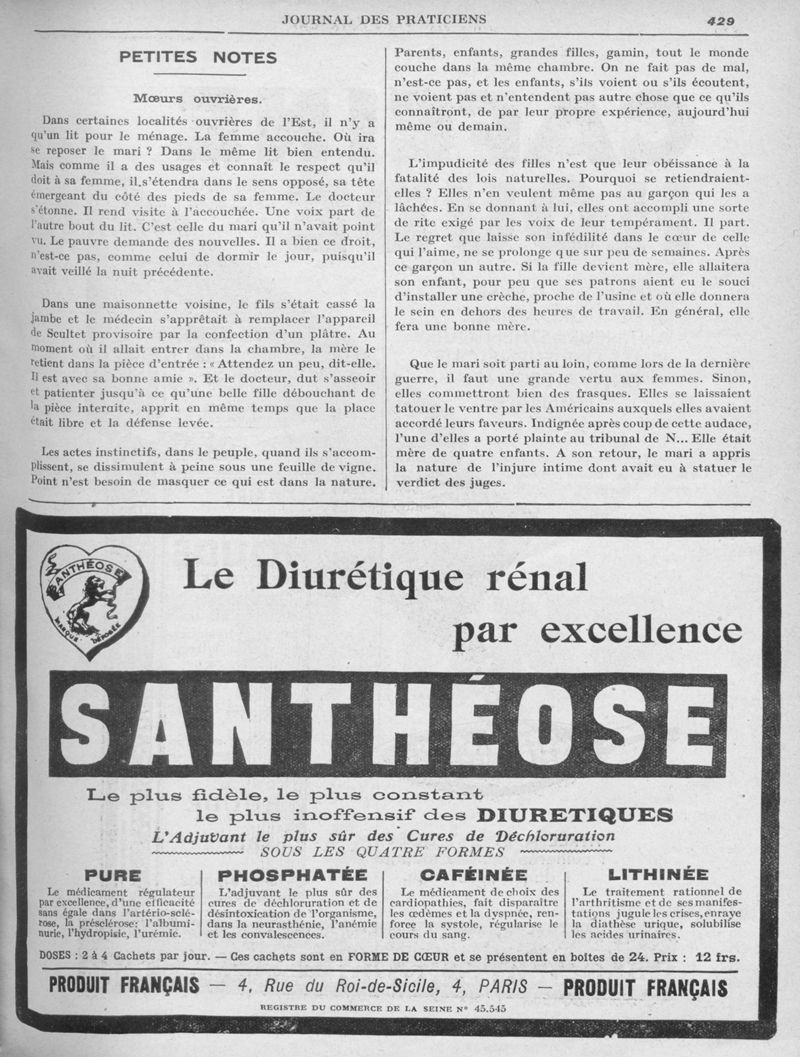 JOURNAL DES PRATICIENS
429
PETITES NOTES
Mœurs ouvrières.
Dans certaines localités ouvrières de l'Est, il n'y a
qu'un lit pour le ménage. La femme accouche. Où ira
se reposer le mari ? Dans le même lit bien entendu.
Mais comme il a des usages et connaît le respect qu'il
doit à sa femme, il s'étendra dans le sens opposé, sa tête
émergeant du côté des pieds de sa femme. Le docteur
s'étonne. Il rend visite à l'accouchée. Une voix part de
l'autre bout du lit. C'est celle du mari qu'il n'avait point
vu. Le pauvre demande des nouvelles. Il a bien ce droit,
n'est-ce pas, comme celui de dormir le jour, puisqu'il
avait veillé la nuit précédente.
Dans une maisonnette voisine, le fils s'était cassé la
jambe et le médecin s'apprêtait à remplacer l'appareil
de Scultet provisoire par la confection d'un plâtre. Au
moment où il allait entrer dans la chambre, la mère le
retient dans la pièce d'entrée : « Attendez un peu, dit-elle.
Il est avec sa bonne amie ». Et le docteur, dut s'asseoir
et patienter jusqu'à ce qu'une belle fille débouchant de
la pièce interdite, apprit en même temps que la place
était libre et la défense levée.
Les actes instinctifs, dans le peuple, quand ils s'accom-
plissent, se dissimulent à peine sous une feuille de vigne.
Point n'est besoin de masquer ce qui est dans la nature.
Parents, enfants, grandes filles, gamin, tout le monde
couche dans la même chambre. On ne fait pas de mal,
n'est-ce pas, et les enfants, s'ils voient ou s'ils écoutent,
ne voient pas et n'entendent pas autre chose que ce qu'ils
connaîtront, de par leur propre expérience, aujourd'hui
même ou demain.
L'impudicité des filles n'est que leur obéissance à la
fatalité des lois naturelles. Pourquoi se retiendraient-
elles ? Elles n'en veulent même pas au garçon qui les a
lâchées. En se donnant à lui, elles ont accompli une sorte
de rite exigé par les voix de leur tempérament. Il part.
Le regret que laisse son infédilité dans le cœur de celle
qui l'aime, ne se prolonge que sur peu de semaines. Après
ce garçon un autre. Si la fille devient mère, elle allaitera
son enfant, pour peu que ses patrons aient eu le souci
d'installer une crèche, proche de l'usine et où elle donnera
le sein en dehors des heures de travail. En général, elle
fera une bonne mère.
Que le mari soit parti au loin, comme lors de la dernière
guerre, il faut une grande vertu aux femmes. Sinon,
elles commettront bien des frasques. Elles se laissaient
tatouer le ventre par les Américains auxquels elles avaient
accordé leurs faveurs. Indignée après coup de cette audace,
l'une d'elles a porté plainte au tribunal de N... Elle était
mère de quatre enfants. A son retour, le mari a appris
la nature de l'injure intime dont avait eu à statuer le
verdict des juges.
SANTHÉOSE
MARQUE DÉPOSÉE
Le Diurétique rénal
par excellence
SANTHÉOSE
Le plus fidèle, le plus constant
le plus inoffensif des DIURETIQUES
L'Adjuvant le plus sûr des Cures de Déchloruration
SOUS LES QUATRE FORMES
PURE
Le médicament régulateur
par excellence, d'une efficacité
sans égale dans l'artério-sclé-
rose, la présclérose: l'albumi-
nurie, l'hydropisie, l'urémic.
PHOSPHATÉE
L'adjuvant le plus sûr des
cures de déchloruration et de
désintoxication de l'organisme,
dans la neurasthénie, l'anémie
et les convalescences.
CAFÉINÉE
Le médicament de choix des
cardiopathies, fait disparaître
les œdèmes et la dyspnée, ren-
force la systole, régularise le
cours du sang.
LITHINÉE
Le traitement rationnel de
l'arthritisme et de ses manifes-
tations jugule les crises, enraye
la diathèse urique, solubilise
les acides urinaires.
DOSES : 2 à 4 Cachets par jour. — Ces cachets sont en FORME DE CŒUR et se présentent en boîtes de 24. Prix : 12 frs.
PRODUIT FRANÇAIS — 4, Rue du Roi-de-Sicile, 4, PARIS — PRODUIT FRANÇAIS
REGISTRE DU COMMERCE DE LA SEINE N° 45.545